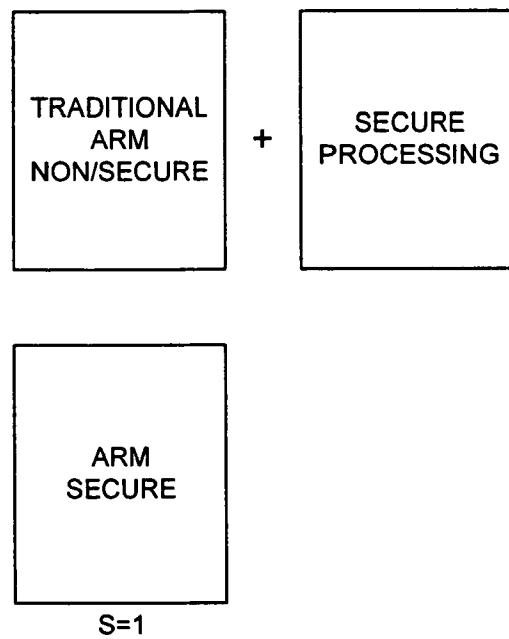 TRADITIONAL
ARM
NON/SECURE
+
SECURE
PROCESSING
ARM
SECURE
S=1